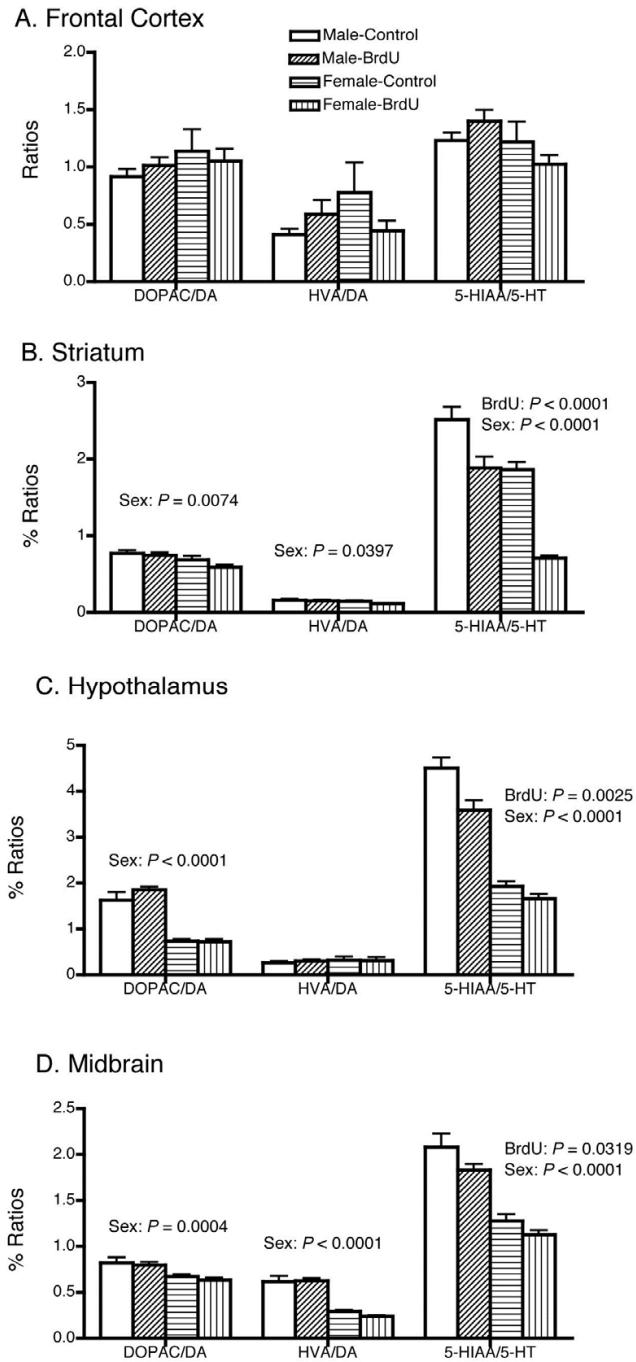 A. Frontal Cortex
Male-Control
Male-BrdU
Female-Control
Female-BrdU
Ratios
2.0
1.5
1.0
0.5
0.0
DOPAC/DA
HVA/DA
5-HIAA/5-HT
B. Striatum
% Ratios
3
2
1
0
BrdU: P < 0.0001
Sex: P < 0.0001
Sex: P = 0.0074
Sex: P = 0.0397
DOPAC/DA
HVA/DA
5-HIAA/5-HT
C. Hypothalamus
% Ratios
5
4
3
2
1
0
BrdU: P = 0.0025
Sex: P < 0.0001
Sex: P < 0.0001
DOPAC/DA
HVA/DA
5-HIAA/5-HT
D. Midbrain
% Ratios
2.5
2.0
1.5
1.0
0.5
0.0
BrdU: P = 0.0319
Sex: P < 0.0001
Sex: P = 0.0004
Sex: P < 0.0001
DOPAC/DA
HVA/DA
5-HIAA/5-HT